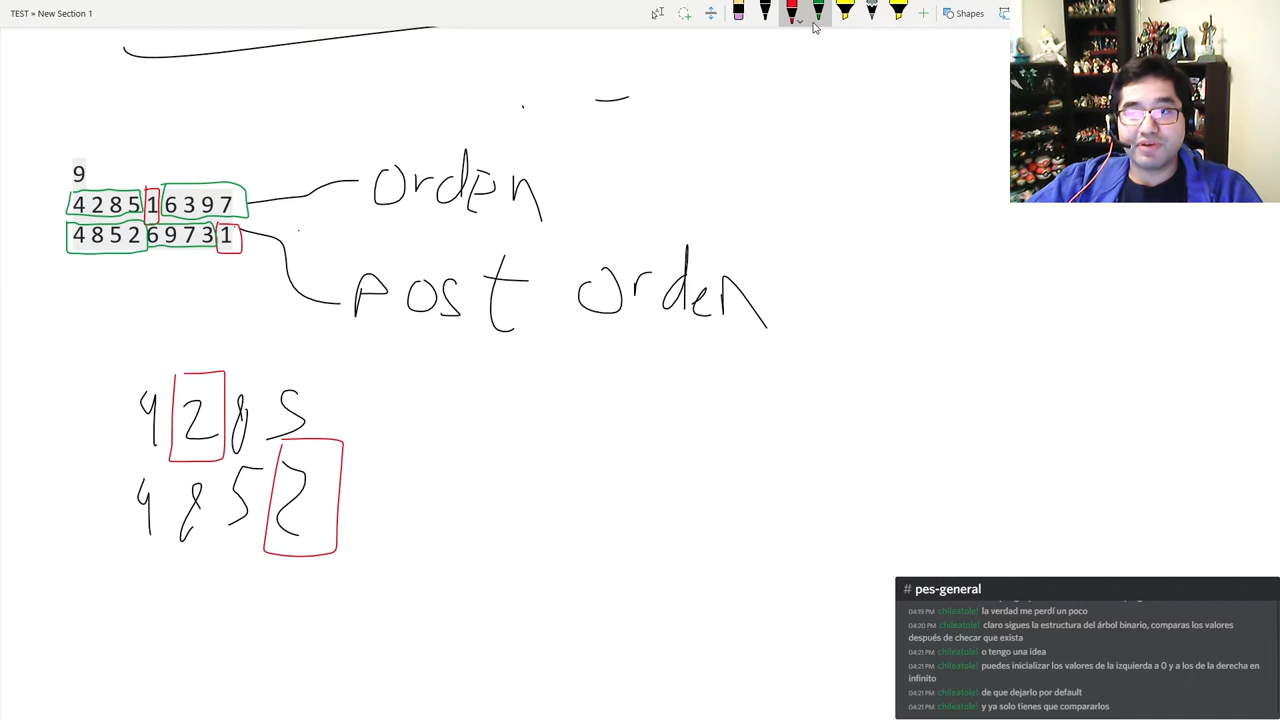 TEST » New Section 1
Shapes
9
4 2 8 5 1 6 3 9 7
4 8 5 2 6 9 7 3 1
orden
post orden
4 2 8 5
4 8 5 2
# pes-general
04:19 PM chileatole! la verdad me perdí un poco
04:20 PM chileatole! claro sigues la estructura del árbol binario, comparas los valores
después de checar que exista
04:21 PM chileatole! o tengo una idea
04:21 PM chileatole! puedes inicializar los valores de la izquierda a 0 y a los de la derecha en
infinito
04:21 PM chileatole! de que dejarlo por default
04:21 PM chileatole! y ya solo tienes que compararlos